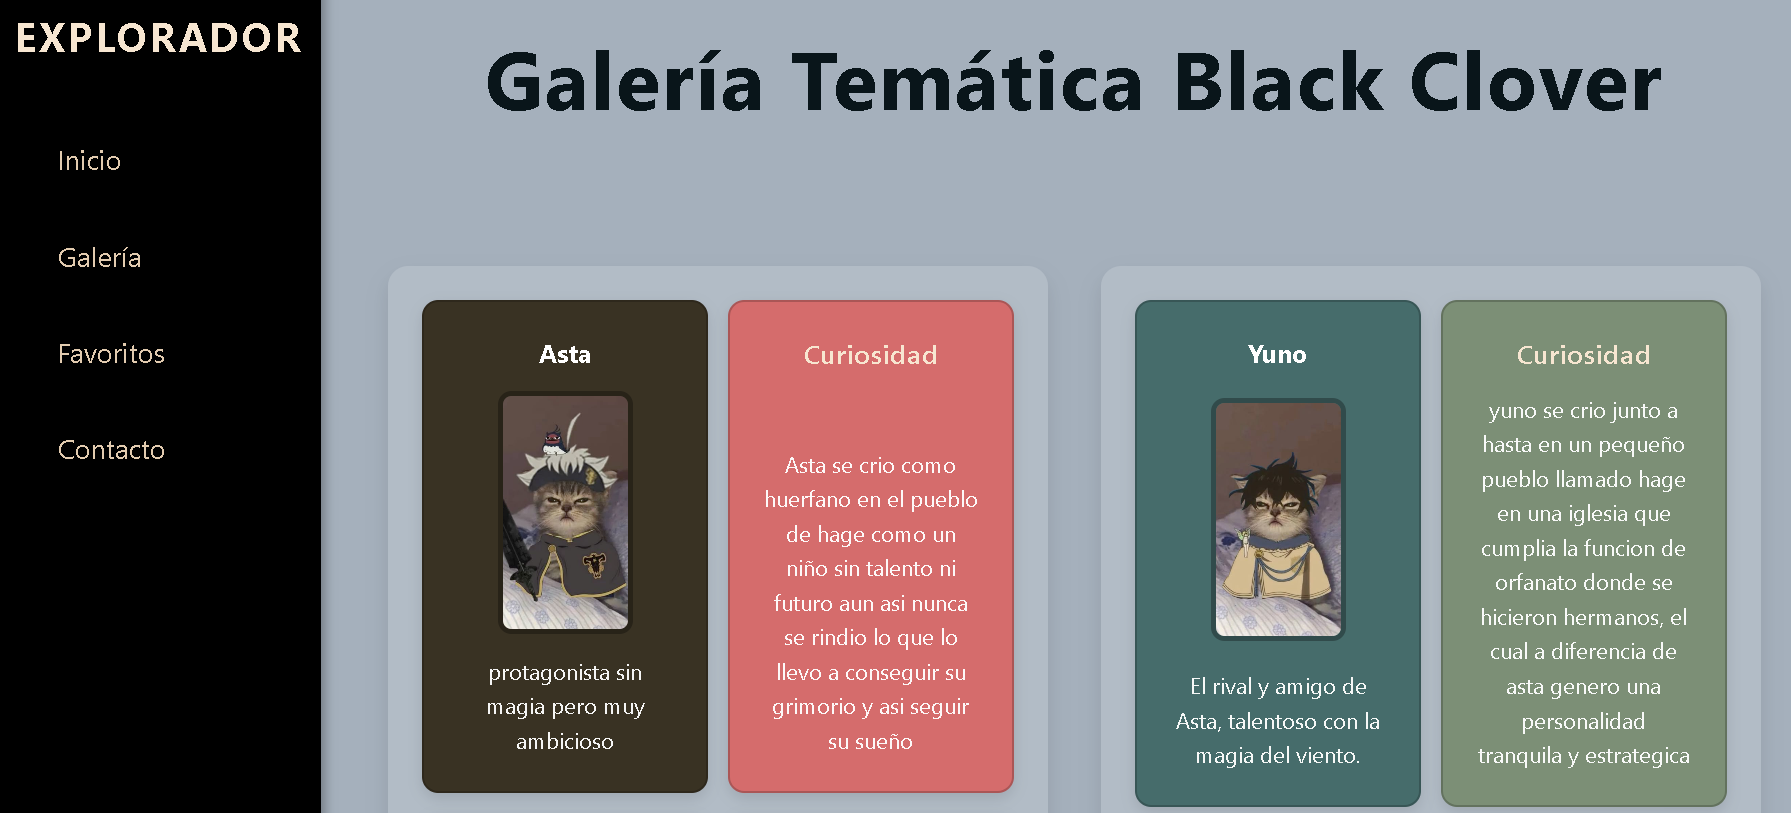 EXPLORADOR
Inicio
Galería
Favoritos
Contacto
Galería Temática Black Clover
Asta
protagonista sin
magia pero muy
ambicioso
Curiosidad
Asta se crio como
huerfano en el pueblo
de hage como un
niño sin talento ni
futuro aun asi nunca
se rindio lo que lo
llevo a conseguir su
grimorio y asi seguir
su sueño
Yuno
El rival y amigo de
Asta, talentoso con la
magia del viento.
Curiosidad
yuno se crio junto a
hasta en un pequeño
pueblo llamado hage
en una iglesia que
cumplia la funcion de
orfanato donde se
hicieron hermanos, el
cual a diferencia de
asta genero una
personalidad
tranquila y estrategica